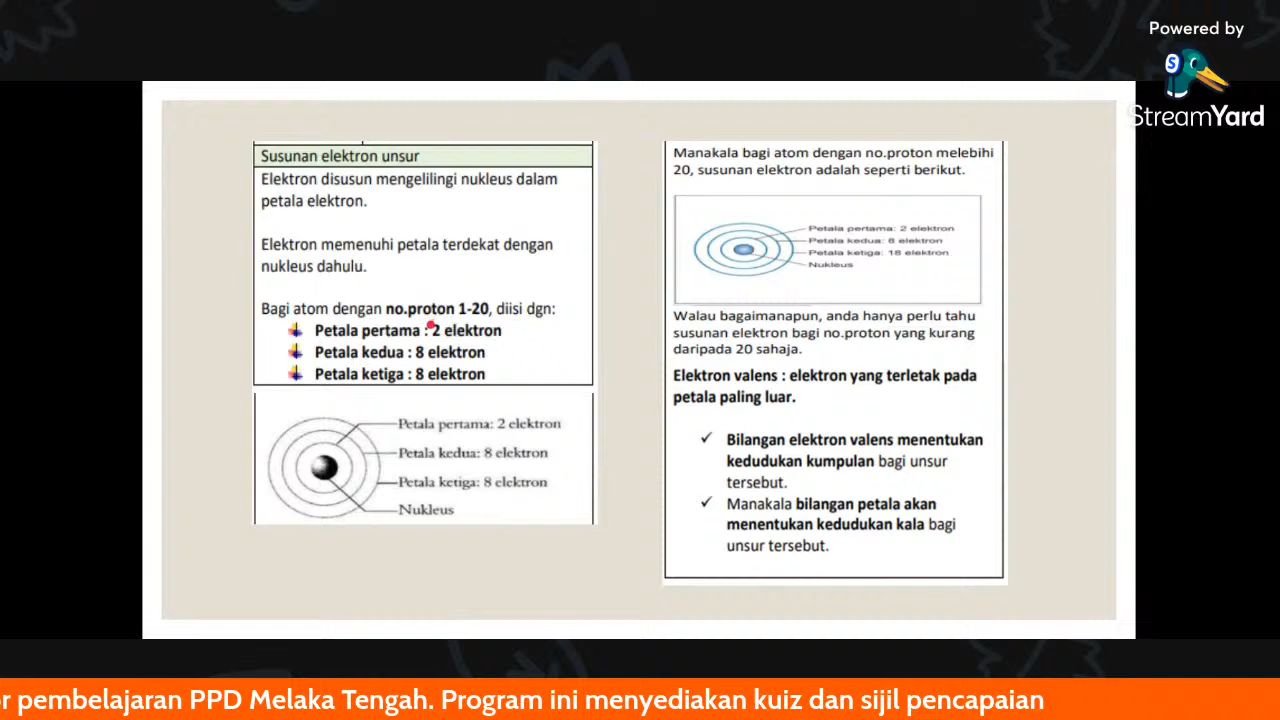 Powered by
StreamYard
Susunan elektron unsur
Elektron disusun mengelilingi nukleus dalam
petala elektron.
Elektron memenuhi petala terdekat dengan
nukleus dahulu.
Bagi atom dengan no.proton 1-20, diisi dgn:
Petala pertama : 2 elektron
Petala kedua : 8 elektron
Petala ketiga : 8 elektron
Petala pertama: 2 elektron
Petala kedua: 8 elektron
Petala ketiga: 8 elektron
Nukleus
Manakala bagi atom dengan no.proton melebihi
20, susunan elektron adalah seperti berikut.
Petala pertama: 2 elektron
Petala kedua: 8 elektron
Petala ketiga: 18 elektron
Nukleus
Walau bagaimanapun, anda hanya perlu tahu
susunan elektron bagi no.proton yang kurang
daripada 20 sahaja.
Elektron valens : elektron yang terletak pada
petala paling luar.
✓ Bilangan elektron valens menentukan
kedudukan kumpulan bagi unsur
tersebut.
✓ Manakala bilangan petala akan
menentukan kedudukan kala bagi
unsur tersebut.
r pembelajaran PPD Melaka Tengah. Program ini menyediakan kuiz dan sijil pencapaian